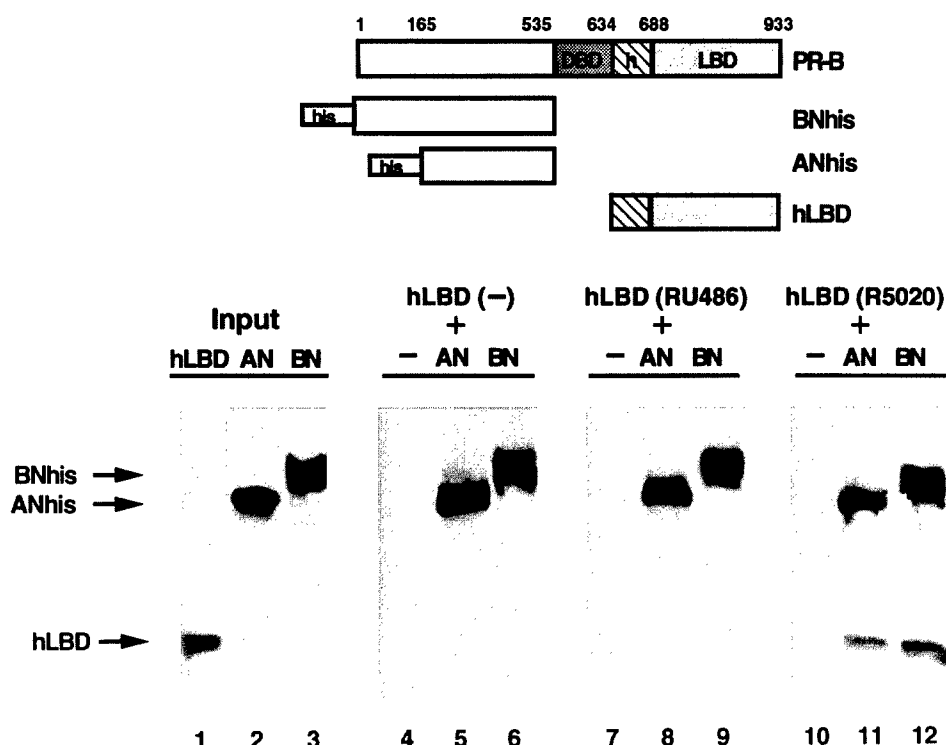 1 165 535 634 688 933
DBD h LBD PR-B
his BNhis
his ANhis
hLBD
Input hLBD (−) hLBD (RU486) hLBD (R5020)
+ + +
hLBD AN BN − AN BN − AN BN − AN BN
BNhis
ANhis
hLBD
1 2 3 4 5 6 7 8 9 10 11 12